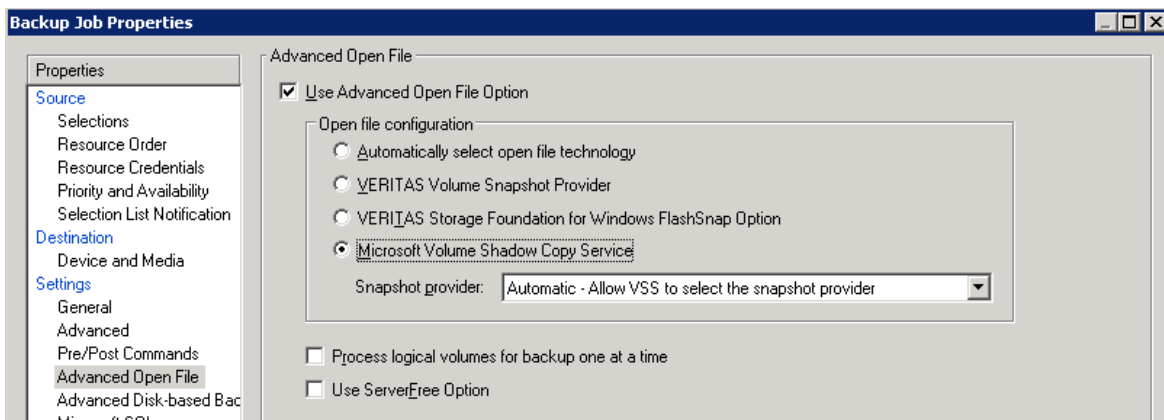 Backup Job Properties
Properties
Source
Selections
Resource Order
Resource Credentials
Priority and Availability
Selection List Notification
Destination
Device and Media
Settings
General
Advanced
Pre/Post Commands
Advanced Open File
Advanced Disk-based Bac
Advanced Open File
Use Advanced Open File Option
Open file configuration
Automatically select open file technology
VERITAS Volume Snapshot Provider
VERITAS Storage Foundation for Windows FlashSnap Option
Microsoft Volume Shadow Copy Service
Snapshot provider: Automatic - Allow VSS to select the snapshot provider
Process logical volumes for backup one at a time
Use ServerFree Option